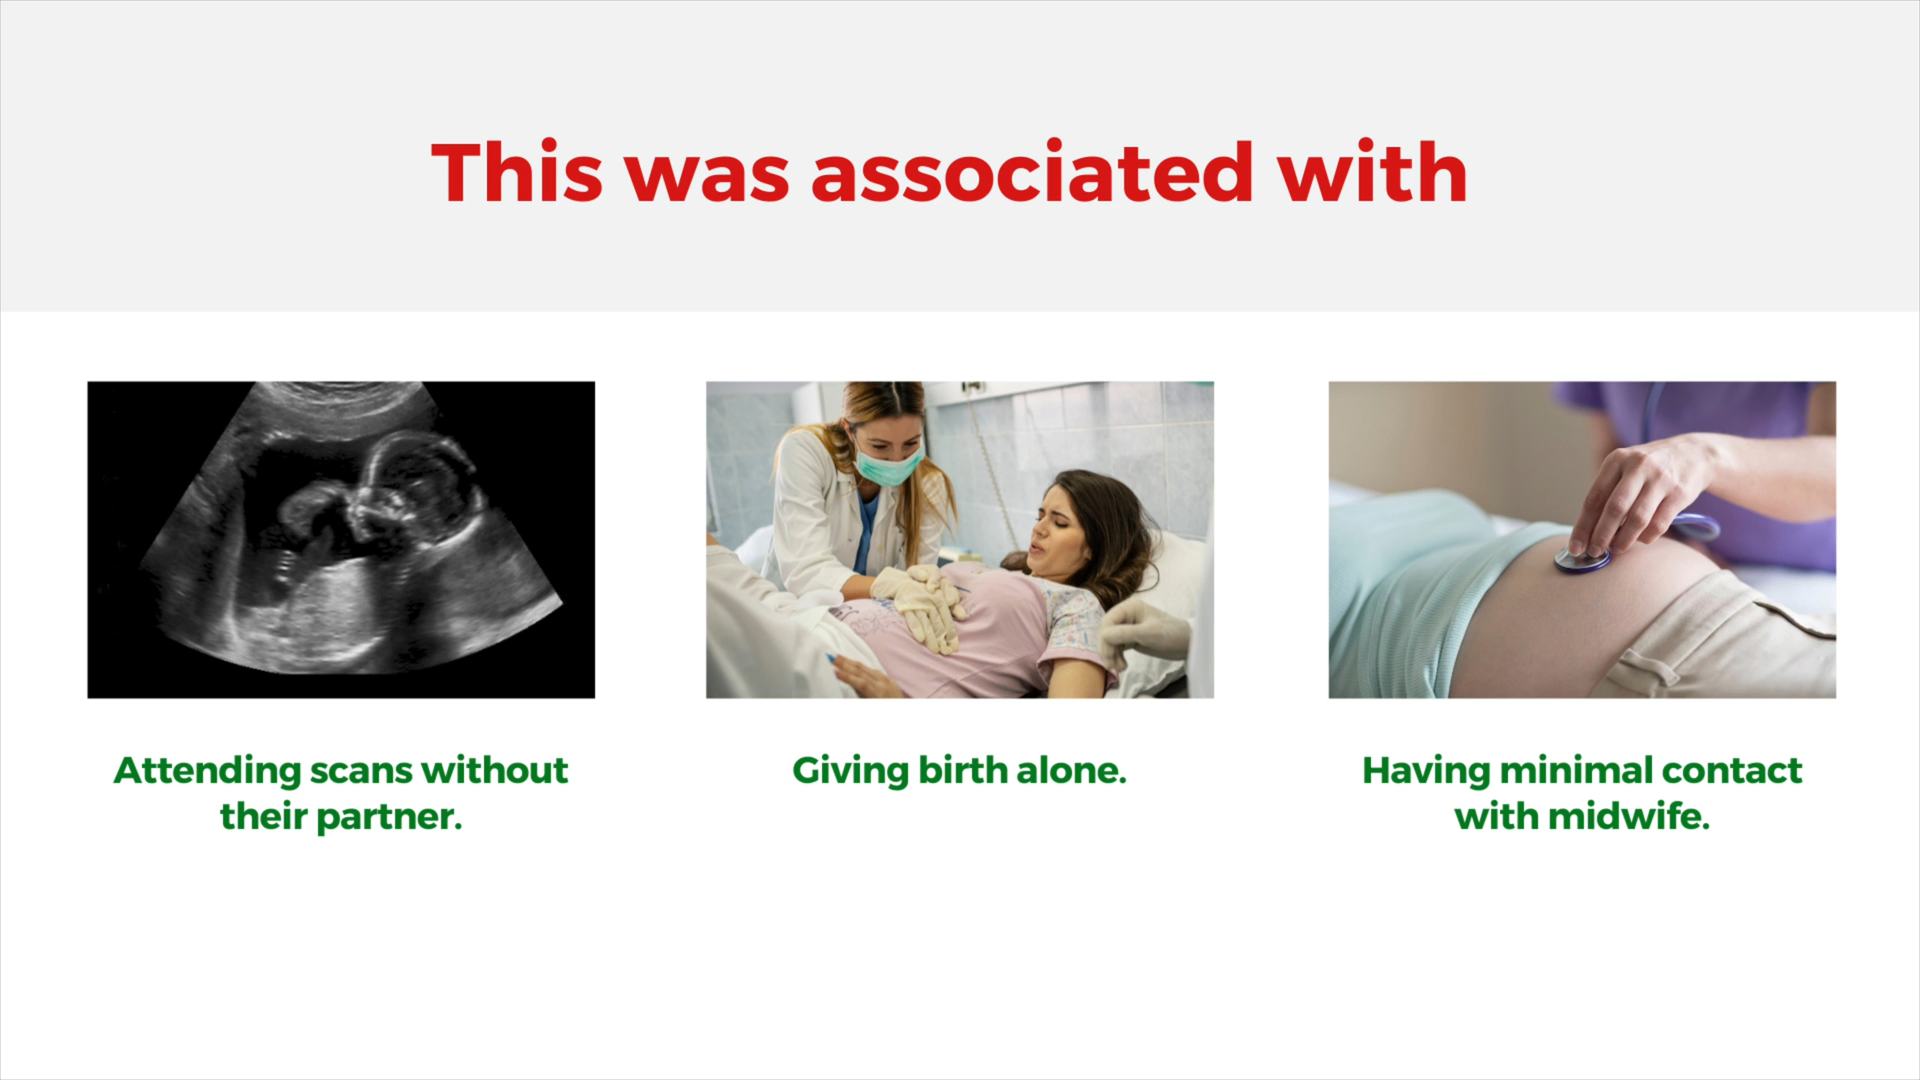 This was associated with
Attending scans without
their partner.
Giving birth alone.
Having minimal contact
with midwife.